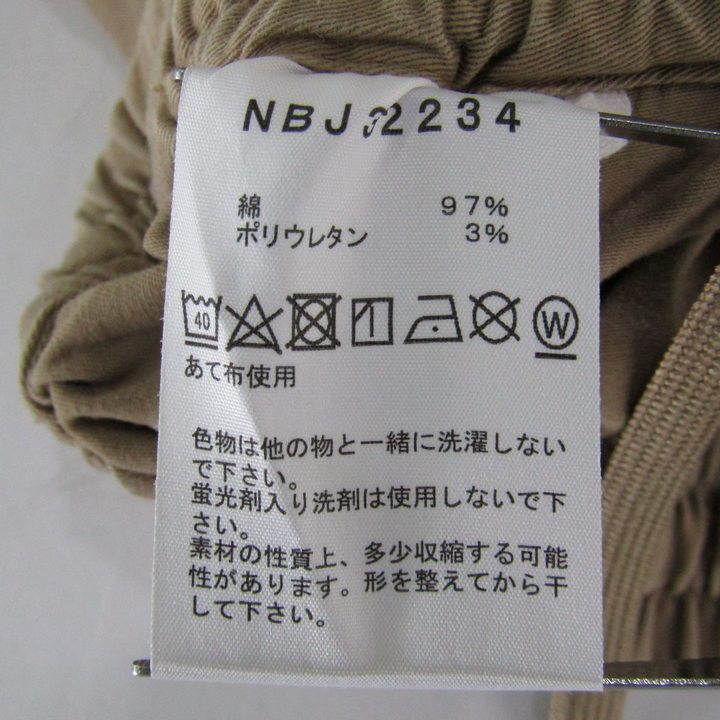 NBJ32234
綿 97%
ポリウレタン 3%
40 W
あて布使用
色物は他の物と一緒に洗濯しない
で下さい。
蛍光剤入り洗剤は使用しないで下
さい。
素材の性質上、多少収縮する可能
性があります。形を整えてから干
して下さい。